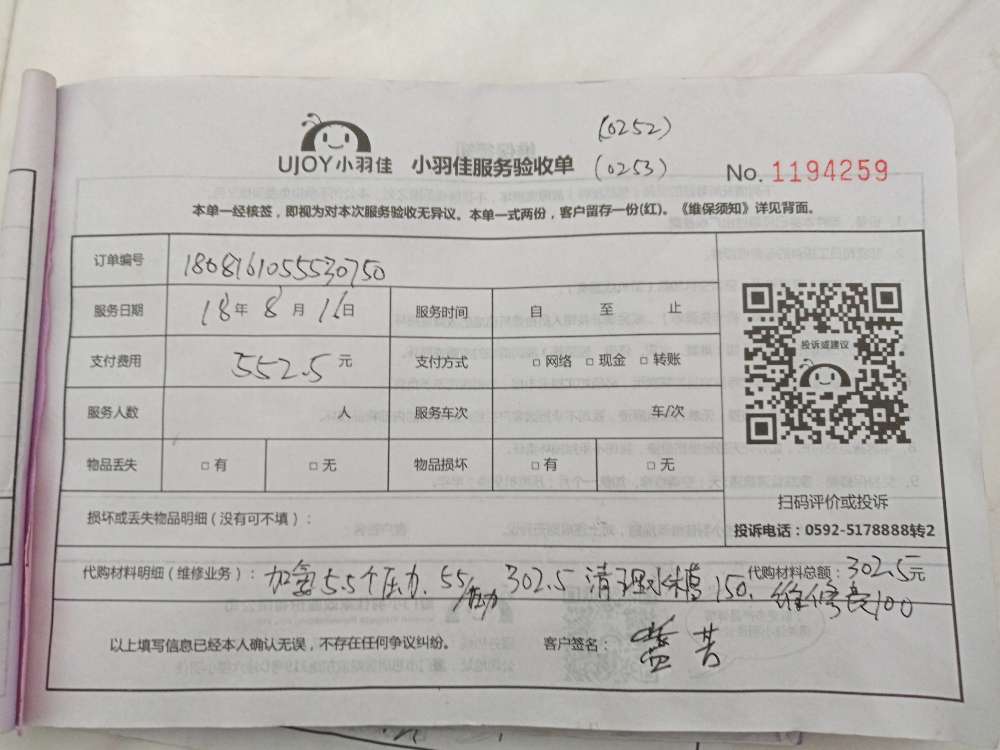 (0252)
UJOY小羽佳 小羽佳服务验收单 (0253) No. 1194259
本单一经核签，即视为对本次服务验收无异议。本单一式两份，客户留存一份(红)。《维保须知》详见背面。
订单编号 1808161055530750
服务日期 18年8月16日 服务时间 自 至 止
支付费用 552.5元 支付方式 □网络 □现金 □转账
投诉或建议
服务人数 人 服务车次 车/次
物品丢失 □有 □无 物品损坏 □有 □无
扫码评价或投诉
损坏或丢失物品明细（没有可不填）：
投诉电话：0592-5178888转2
代购材料明细（维修业务）：加氟5.5个压力. 55/压力 302.5 清理水槽150. 维修费100
代购材料总额：302.5元
以上填写信息已经本人确认无误，不存在任何争议纠纷。 客户签名：